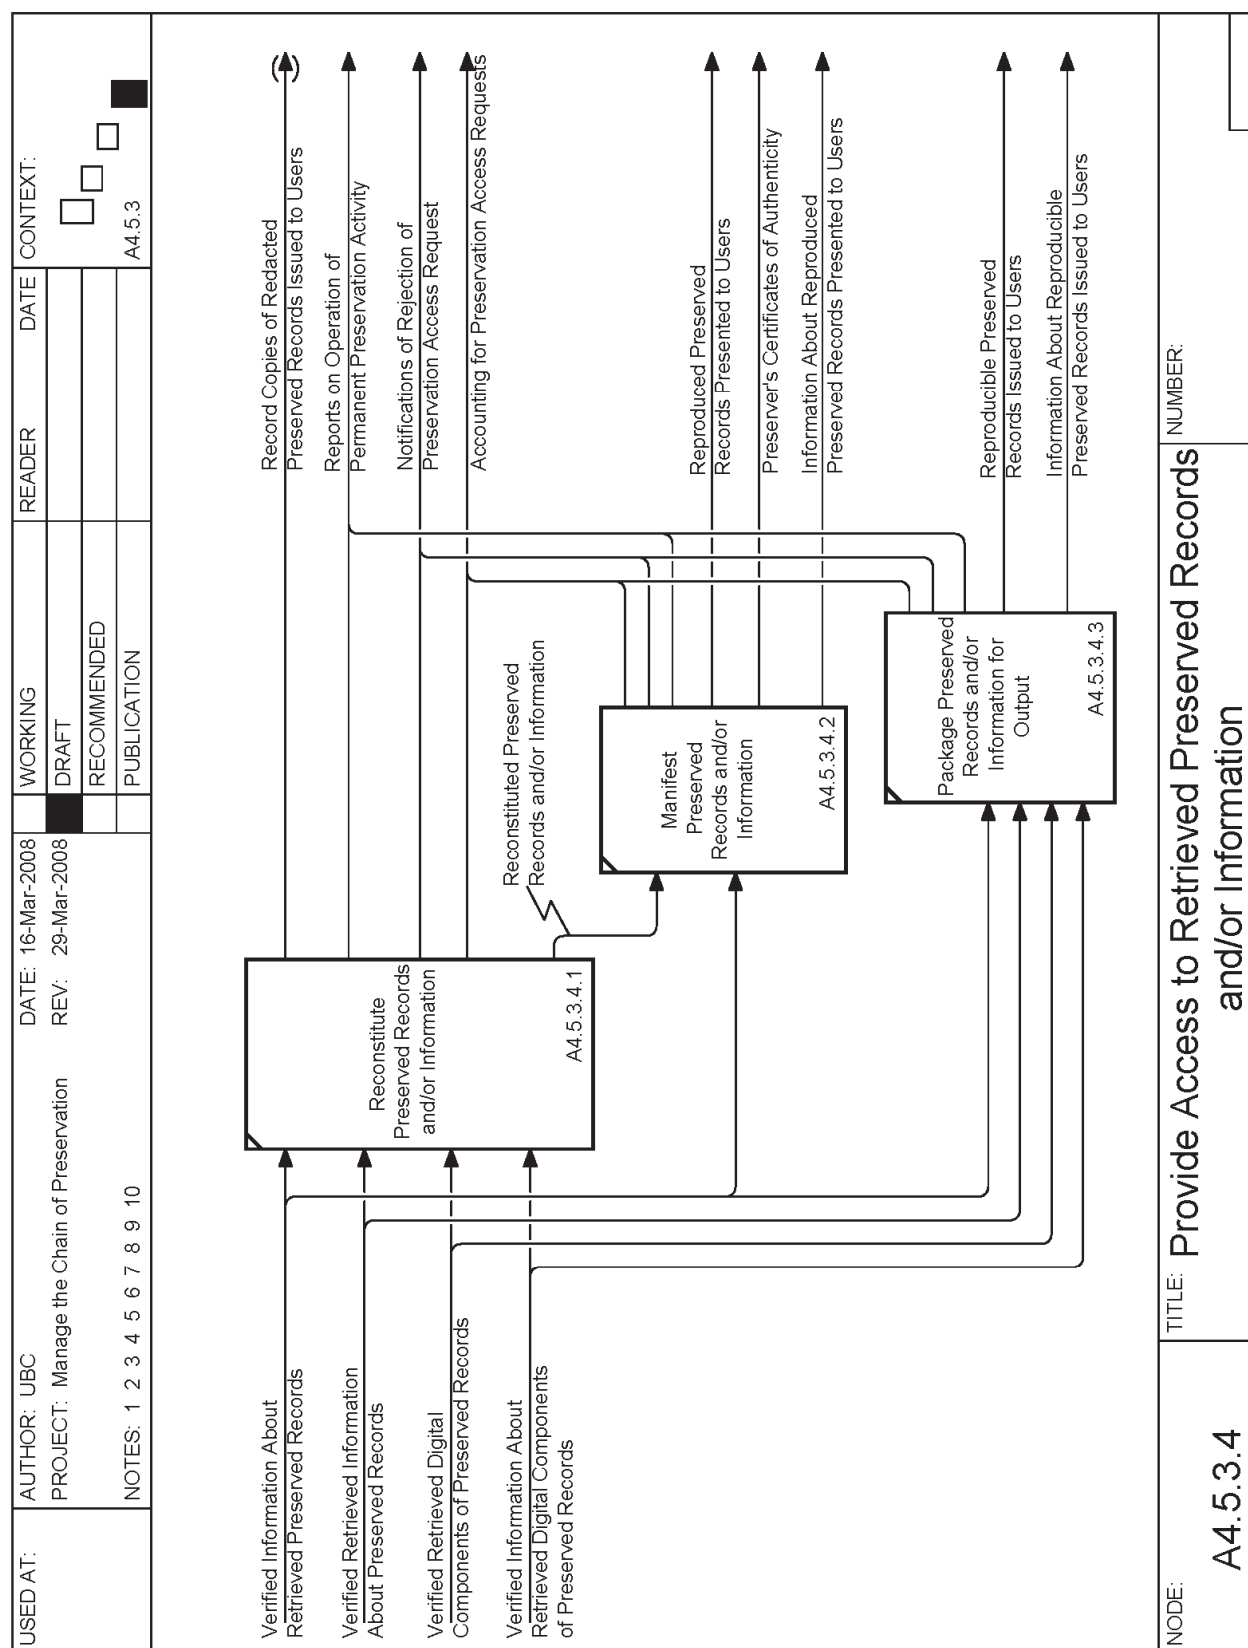 USED AT:
AUTHOR: UBC
PROJECT: Manage the Chain of Preservation
NOTES: 1 2 3 4 5 6 7 8 9 10
DATE: 16-Mar-2008
REV: 29-Mar-2008
WORKING
DRAFT
RECOMMENDED
PUBLICATION
READER
DATE
CONTEXT:
A4.5.3
Verified Information About
Retrieved Preserved Records
Verified Retrieved Information
About Preserved Records
Verified Retrieved Digital
Components of Preserved Records
Verified Information About
Retrieved Digital Components
of Preserved Records
Reconstitute
Preserved Records
and/or Information
A4.5.3.4.1
Reconstituted Preserved
Records and/or Information
Manifest
Preserved
Records and/or
Information
A4.5.3.4.2
Package Preserved
Records and/or
Information for
Output
A4.5.3.4.3
Record Copies of Redacted
Preserved Records Issued to Users
Reports on Operation of
Permanent Preservation Activity
Notifications of Rejection of
Preservation Access Request
Accounting for Preservation Access Requests
Reproduced Preserved
Records Presented to Users
Preserver's Certificates of Authenticity
Information About Reproduced
Preserved Records Presented to Users
Reproducible Preserved
Records Issued to Users
Information About Reproducible
Preserved Records Issued to Users
NODE:
A4.5.3.4
TITLE:
Provide Access to Retrieved Preserved Records
and/or Information
NUMBER: